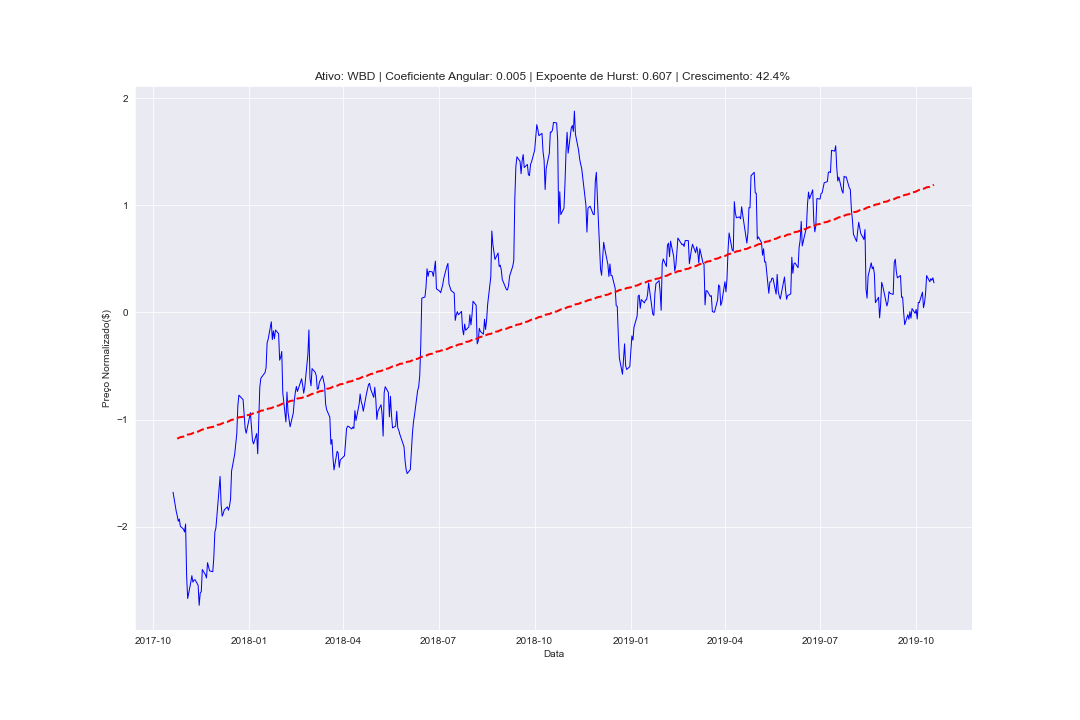 Ativo: WBD | Coeficiente Angular: 0.005 | Expoente de Hurst: 0.607 | Crescimento: 42.4%
Preço Normalizado($)
2
1
0
−1
−2
2017-10 2018-01 2018-04 2018-07 2018-10 2019-01 2019-04 2019-07 2019-10
Data